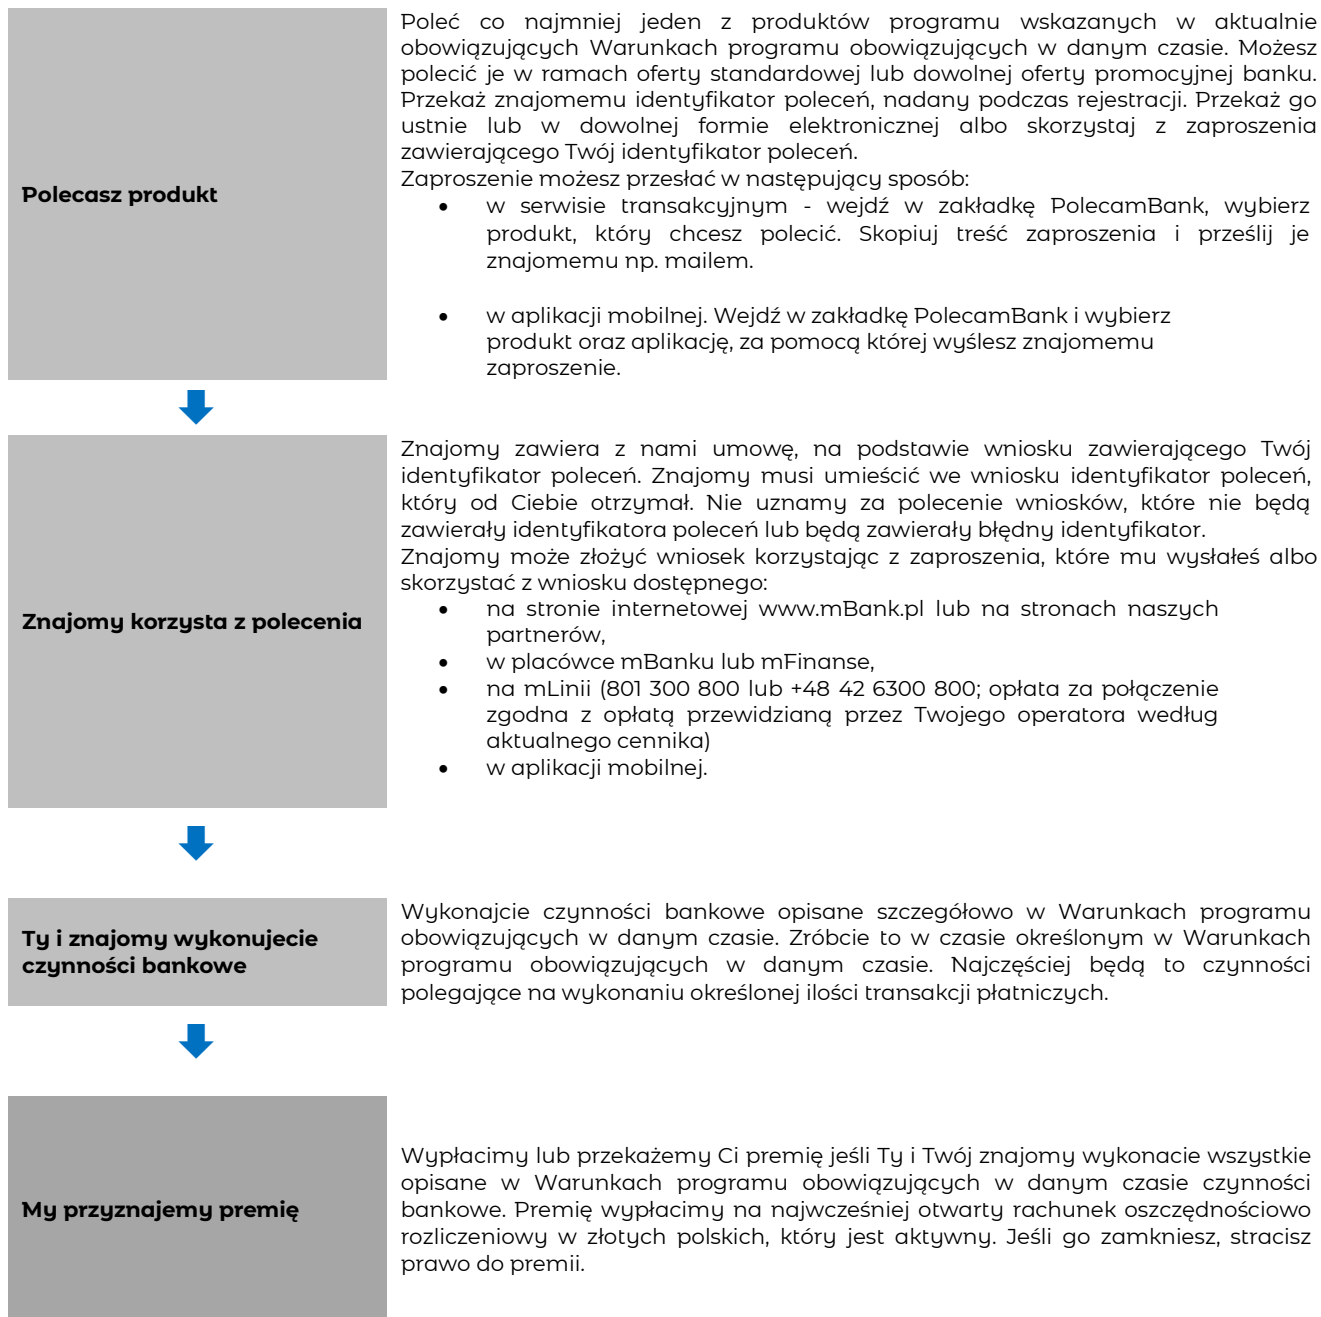 Polecasz produkt
Poleć co najmniej jeden z produktów programu wskazanych w aktualnie
obowiązujących Warunkach programu obowiązujących w danym czasie. Możesz
polecić je w ramach oferty standardowej lub dowolnej oferty promocyjnej banku.
Przekaż znajomemu identyfikator poleceń, nadany podczas rejestracji. Przekaż go
ustnie lub w dowolnej formie elektronicznej albo skorzystaj z zaproszenia
zawierającego Twój identyfikator poleceń.
Zaproszenie możesz przesłać w następujący sposób:
• w serwisie transakcyjnym - wejdź w zakładkę PolecamBank, wybierz
produkt, który chcesz polecić. Skopiuj treść zaproszenia i prześlij je
znajomemu np. mailem.
• w aplikacji mobilnej. Wejdź w zakładkę PolecamBank i wybierz
produkt oraz aplikację, za pomocą której wyślesz znajomemu
zaproszenie.
Znajomy korzysta z polecenia
Znajomy zawiera z nami umowę, na podstawie wniosku zawierającego Twój
identyfikator poleceń. Znajomy musi umieścić we wniosku identyfikator poleceń,
który od Ciebie otrzymał. Nie uznamy za polecenie wniosków, które nie będą
zawierały identyfikatora poleceń lub będą zawierały błędny identyfikator.
Znajomy może złożyć wniosek korzystając z zaproszenia, które mu wysłałeś albo
skorzystać z wniosku dostępnego:
• na stronie internetowej www.mBank.pl lub na stronach naszych
partnerów,
• w placówce mBanku lub mFinanse,
• na mLinii (801 300 800 lub +48 42 6300 800; opłata za połączenie
zgodna z opłatą przewidzianą przez Twojego operatora według
aktualnego cennika)
• w aplikacji mobilnej.
Ty i znajomy wykonujecie
czynności bankowe
Wykonajcie czynności bankowe opisane szczegółowo w Warunkach programu
obowiązujących w danym czasie. Zróbcie to w czasie określonym w Warunkach
programu obowiązujących w danym czasie. Najczęściej będą to czynności
polegające na wykonaniu określonej ilości transakcji płatniczych.
My przyznajemy premię
Wypłacimy lub przekażemy Ci premię jeśli Ty i Twój znajomy wykonacie wszystkie
opisane w Warunkach programu obowiązujących w danym czasie czynności
bankowe. Premię wypłacimy na najwcześniej otwarty rachunek oszczędnościowo
rozliczeniowy w złotych polskich, który jest aktywny. Jeśli go zamkniesz, stracisz
prawo do premii.